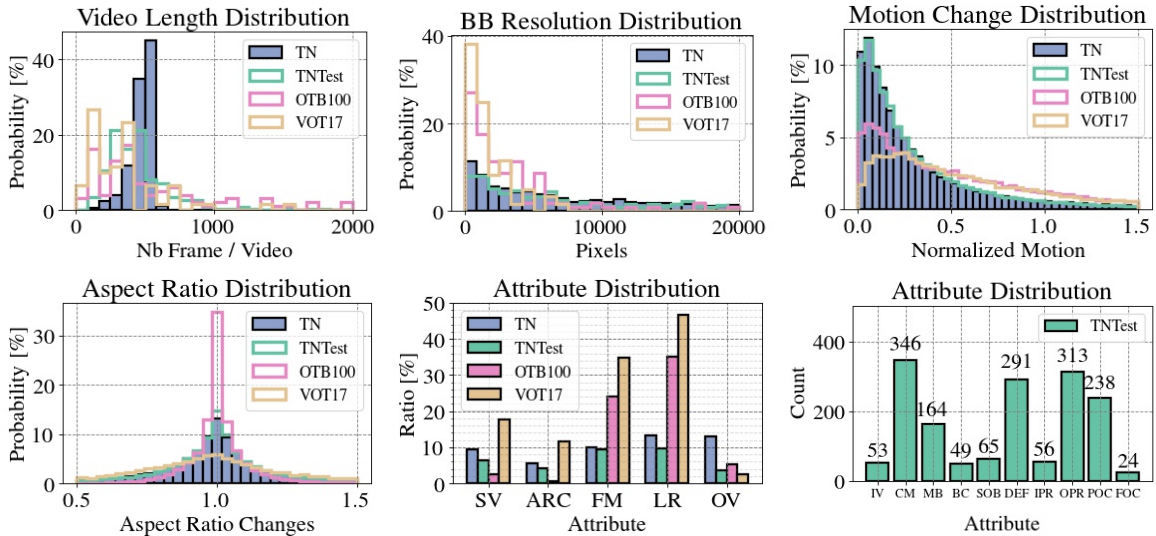 Video Length Distribution
Probability [%]
40
20
0
TN
TNTest
OTB100
VOT17
0 1000 2000
Nb Frame / Video
BB Resolution Distribution
Probability [%]
40
20
0
TN
TNTest
OTB100
VOT17
0 10000 20000
Pixels
Motion Change Distribution
Probability [%]
10
5
0
TN
TNTest
OTB100
VOT17
0.0 0.5 1.0 1.5
Normalized Motion
Aspect Ratio Distribution
Probability [%]
30
20
10
0
TN
TNTest
OTB100
VOT17
0.5 1.0 1.5
Aspect Ratio Changes
Attribute Distribution
Ratio [%]
50
40
30
20
10
0
TN
TNTest
OTB100
VOT17
SV ARC FM LR OV
Attribute
Attribute Distribution
Count
400
200
0
TNTest
53 346 164 49 65 291 56 313 238 24
IV CM MB BC SOB DEF IPR OPR POC FOC
Attribute